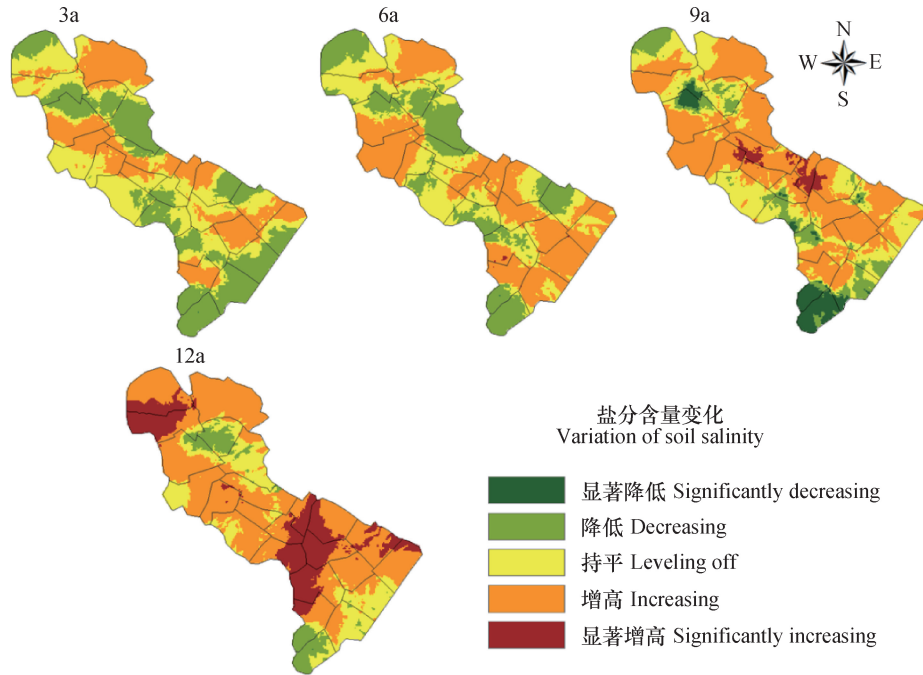 3a
6a
9a
N
W E
S
12a
盐分含量变化
Variation of soil salinity
显著降低 Significantly decreasing
降低 Decreasing
持平 Leveling off
增高 Increasing
显著增高 Significantly increasing